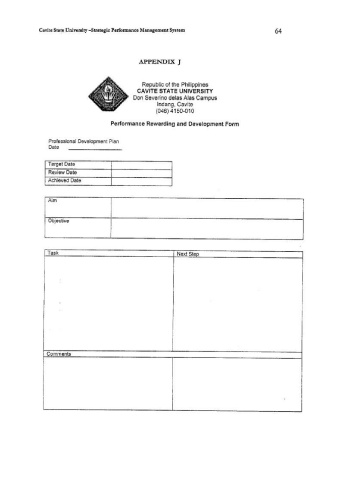 Cavite State University –Strategic Performance Management System
64
APPENDIX J
Republic of the Philippines
CAVITE STATE UNIVERSITY
Don Severino delas Alas Campus
Indang, Cavite
(046) 4150-010
Performance Rewarding and Development Form
Professional Development Plan
Date
Target Date
Review Date
Achieved Date
Aim
Objective
Task
Next Step
Comments